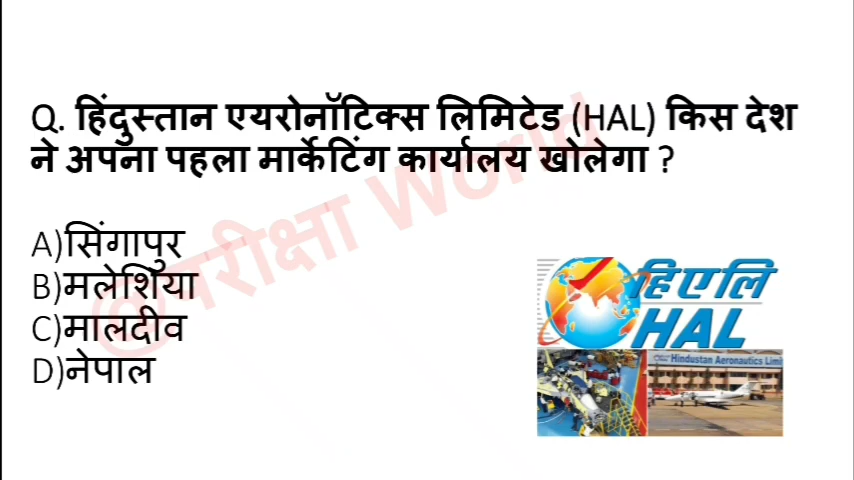 Q. हिंदुस्तान एयरोनॉटिक्स लिमिटेड (HAL) किस देश
ने अपना पहला मार्केटिंग कार्यालय खोलेगा ?
A)सिंगापुर
B)मलेशिया
C)मालदीव
D)नेपाल
@परीक्षा World
हिएलि
HAL
Hindustan Aeronautics Limi